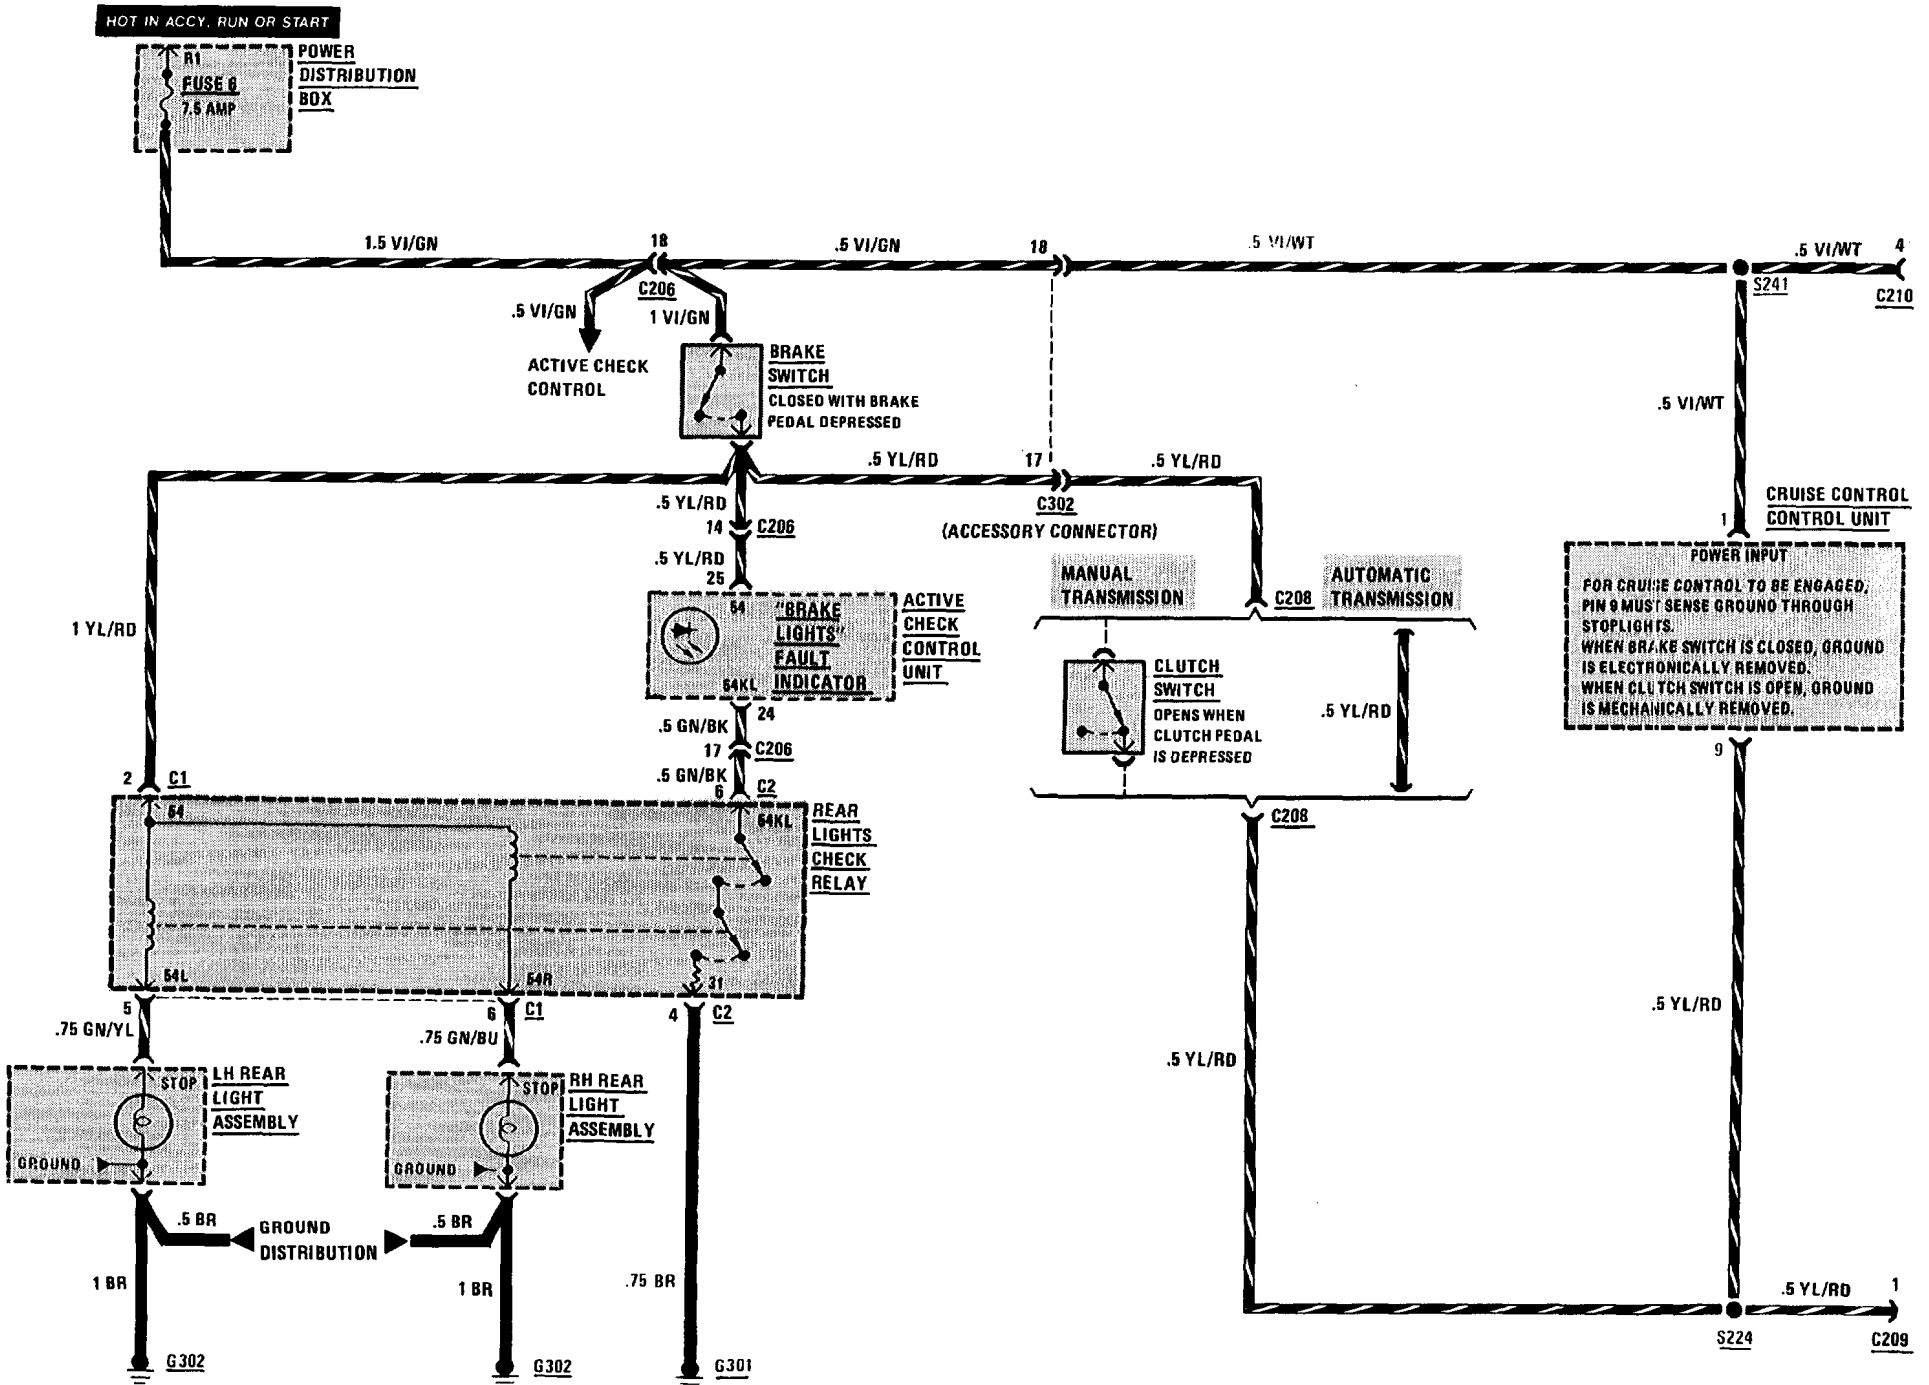 HOT IN ACCY, RUN OR START
R1
FUSE 6
7.5 AMP
POWER
DISTRIBUTION
BOX
1.5 VI/GN
18
.5 VI/GN
18
.5 VI/WT
.5 VI/WT
4
C206
S241
C210
.5 VI/GN
1 VI/GN
ACTIVE CHECK
CONTROL
BRAKE
SWITCH
CLOSED WITH BRAKE
PEDAL DEPRESSED
.5 VI/WT
.5 YL/RD
17
.5 YL/RD
C302
(ACCESSORY CONNECTOR)
.5 YL/RD
14
C206
.5 YL/RD
25
1 YL/RD
54
"BRAKE
LIGHTS"
FAULT
INDICATOR
54KL
ACTIVE
CHECK
CONTROL
UNIT
MANUAL
TRANSMISSION
C208
AUTOMATIC
TRANSMISSION
CLUTCH
SWITCH
OPENS WHEN
CLUTCH PEDAL
IS DEPRESSED
.5 YL/RD
C208
CRUISE CONTROL
CONTROL UNIT
1
POWER INPUT
FOR CRUISE CONTROL TO BE ENGAGED,
PIN 9 MUST SENSE GROUND THROUGH
STOPLIGHTS.
WHEN BRAKE SWITCH IS CLOSED, GROUND
IS ELECTRONICALLY REMOVED.
WHEN CLUTCH SWITCH IS OPEN, GROUND
IS MECHANICALLY REMOVED.
9
24
.5 GN/BK
17
C206
.5 GN/BK
6
C2
2
C1
54
54KL
REAR
LIGHTS
CHECK
RELAY
54L
54R
31
5
6
C1
4
C2
.75 GN/YL
.75 GN/BU
.5 YL/RD
.5 YL/RD
STOP
LH REAR
LIGHT
ASSEMBLY
GROUND
STOP
RH REAR
LIGHT
ASSEMBLY
GROUND
.5 BR
GROUND
DISTRIBUTION
.5 BR
1 BR
1 BR
.75 BR
G302
G302
G301
.5 YL/RD
1
S224
C209